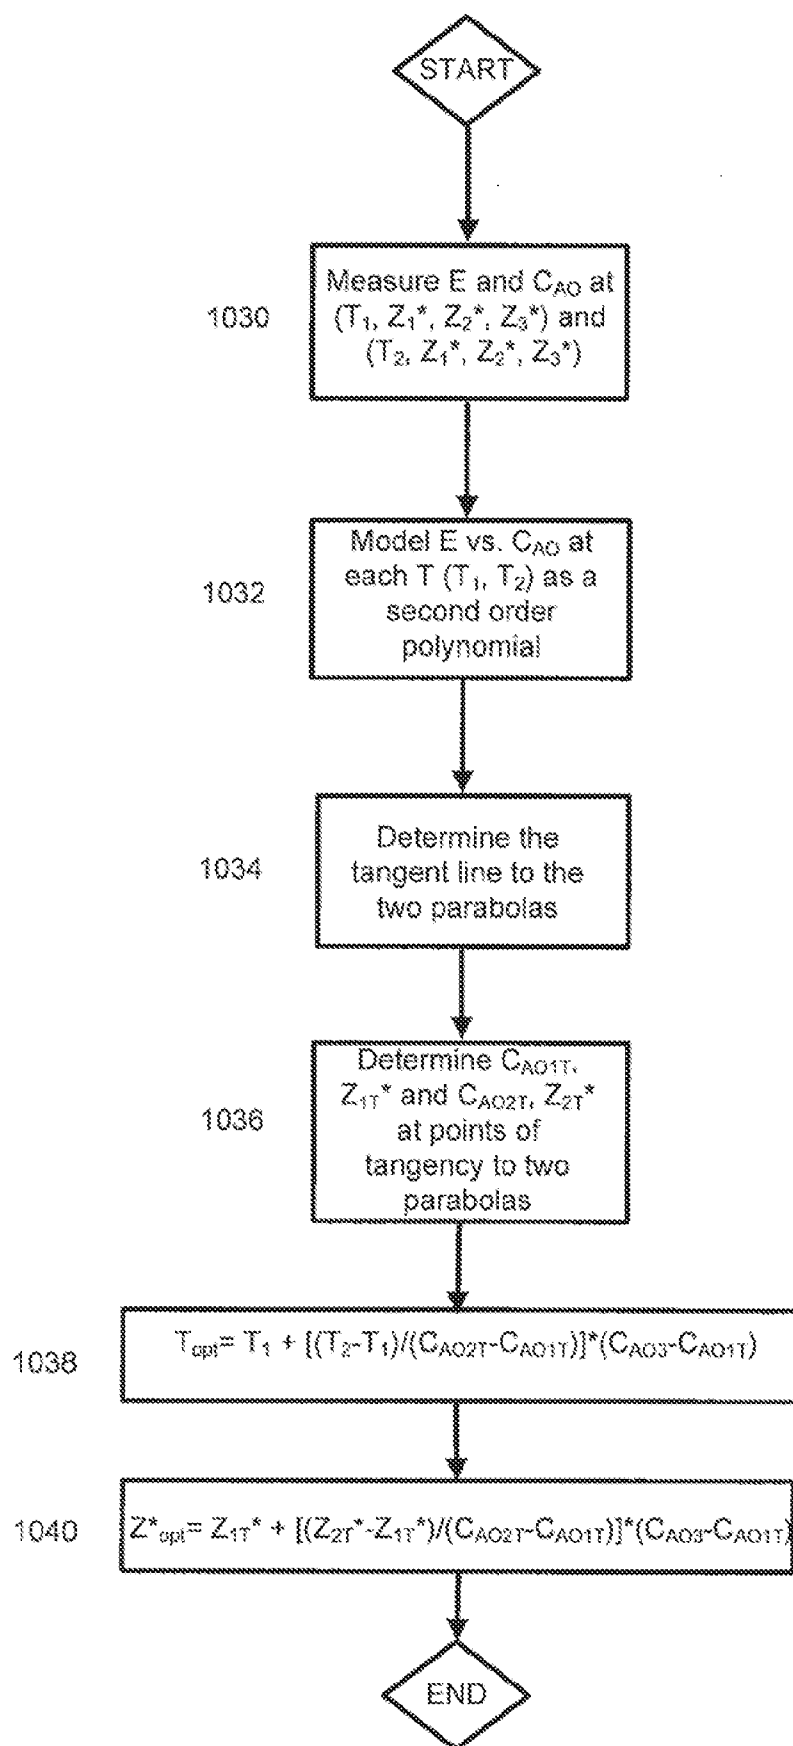 START
1030
Measure E and C_AO at
(T_1, Z_1*, Z_2*, Z_3*) and
(T_2, Z_1*, Z_2*, Z_3*)
1032
Model E vs. C_AO at
each T (T_1, T_2) as a
second order
polynomial
1034
Determine the
tangent line to the
two parabolas
1036
Determine C_AO1T,
Z_1T* and C_AO2T, Z_2T*
at points of
tangency to two
parabolas
1038
T_opt= T_1 + [(T_2-T_1)/(C_AO2T-C_AO1T)]*(C_AO3-C_AO1T)
1040
Z*_opt= Z_1T* + [(Z_2T*-Z_1T*)/(C_AO2T-C_AO1T)]*(C_AO3-C_AO1T)
END